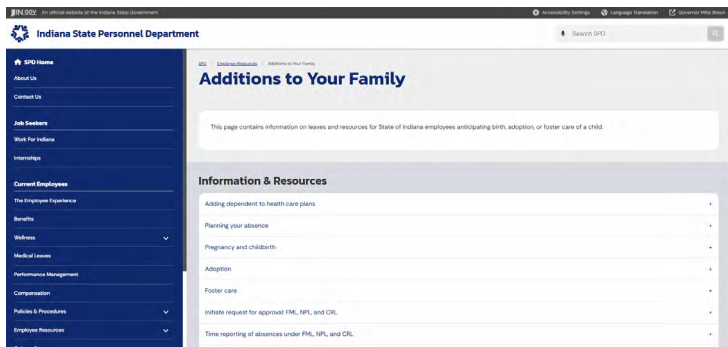 IN.gov An official website of the Indiana State Government
Accessibility Settings Language Translation Governor Mike Braun
Indiana State Personnel Department
Search SPD
SPD Home
About Us
Contact Us
Job Seekers
Work For Indiana
Internships
Current Employees
The Employee Experience
Benefits
Wellness
Medical Leaves
Performance Management
Compensation
Policies & Procedures
Employee Resources
SPD | Employee Resources | Additions to Your Family
Additions to Your Family
This page contains information on leaves and resources for State of Indiana employees anticipating birth, adoption, or foster care of a child.
Information & Resources
Adding dependent to health care plans +
Planning your absence +
Pregnancy and childbirth +
Adoption +
Foster care +
Initiate request for approval: FML, NPL, and CRL +
Time reporting of absences under FML, NPL, and CRL +